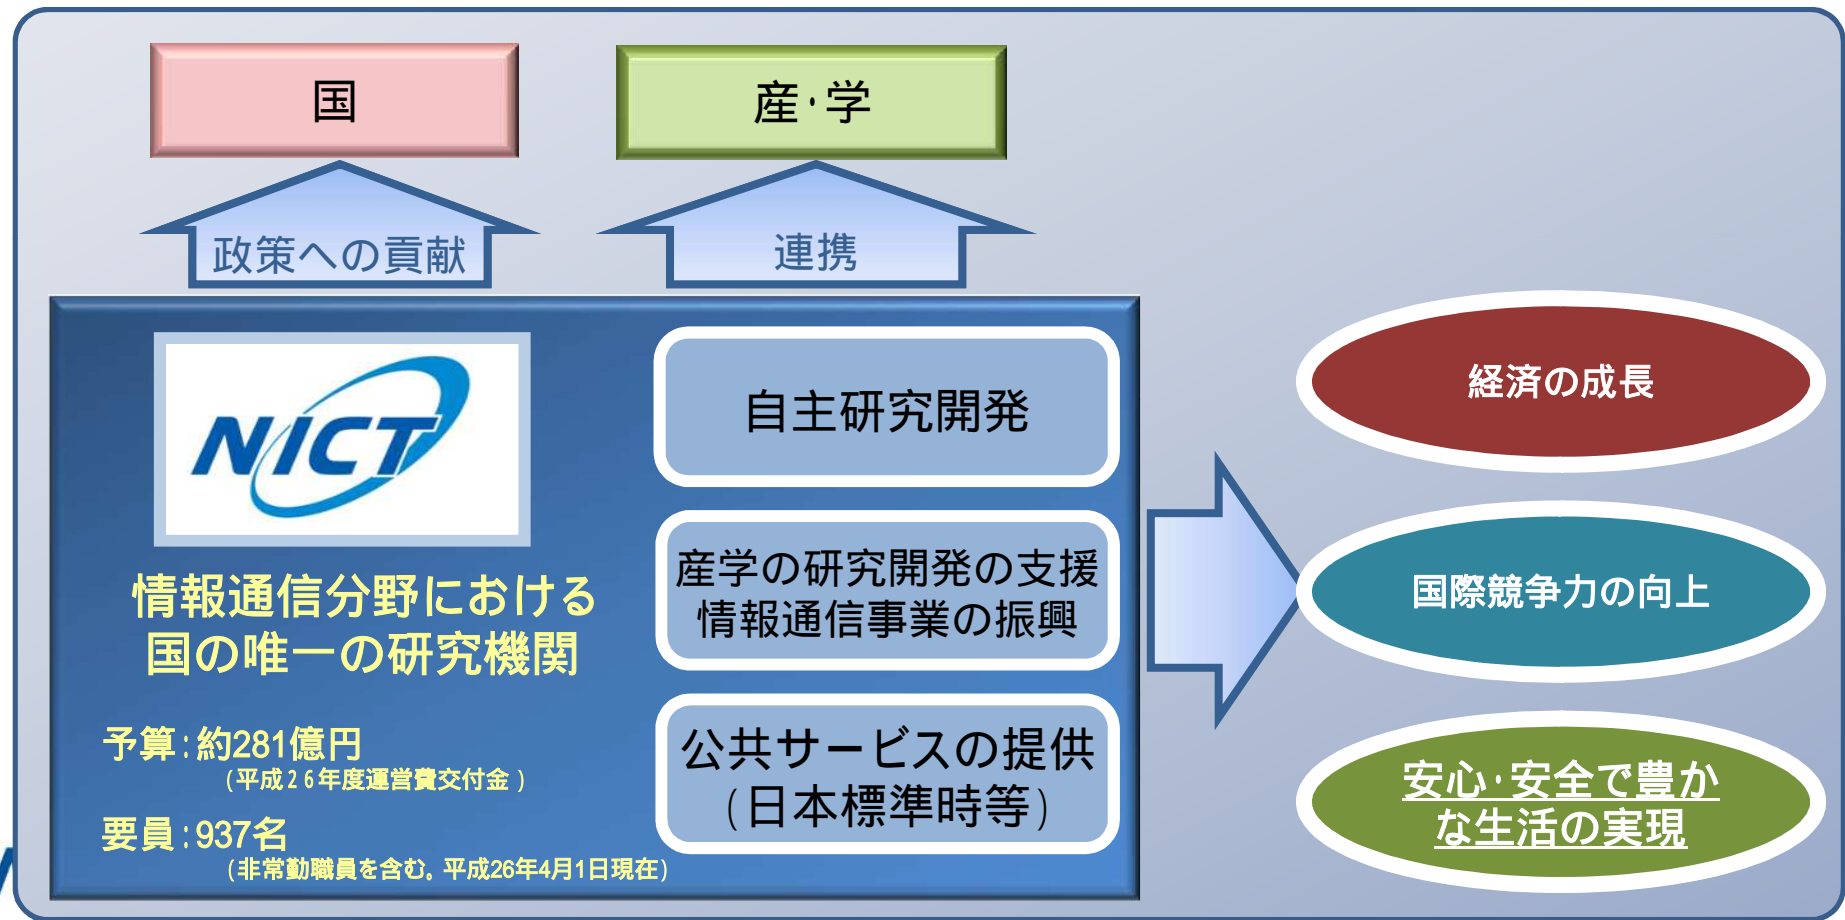 国
産・学
政策への貢献
連携
NICT
情報通信分野における
国の唯一の研究機関
予算：約281億円
（平成２６年度運営費交付金）
要員：937名
（非常勤職員を含む。平成26年4月1日現在）
自主研究開発
産学の研究開発の支援
情報通信事業の振興
公共サービスの提供
（日本標準時等）
経済の成長
国際競争力の向上
安心・安全で豊か
な生活の実現